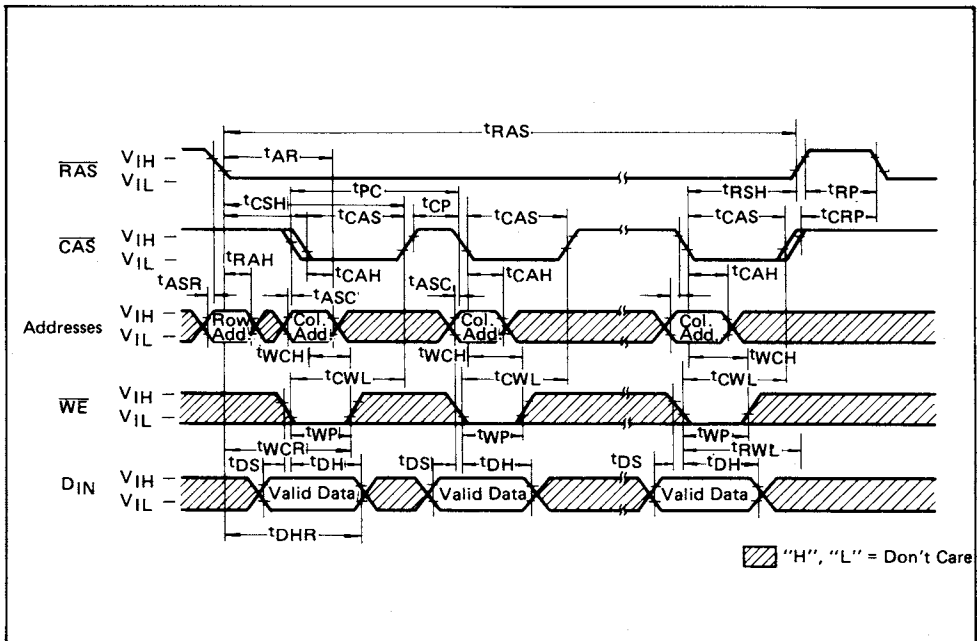 tRAS
tAR
RAS
VIH
VIL
tPC
tRSH
tRP
tCSH
tCAS
tCP
tCAS
tCAS
tCRP
CAS
VIH
VIL
tRAH
tCAH
tCAH
tCAH
tASR
tASC
tASC
Addresses
VIH
VIL
Row Add.
Col. Add.
Col. Add.
Col. Add.
tWCH
tWCH
tWCH
tCWL
tCWL
tCWL
WE
VIH
VIL
tWP
tWP
tWP
tWCR
tRWL
tDS
tDH
tDS
tDH
tDS
tDH
DIN
VIH
VIL
Valid Data
Valid Data
Valid Data
tDHR
"H", "L" = Don't Care